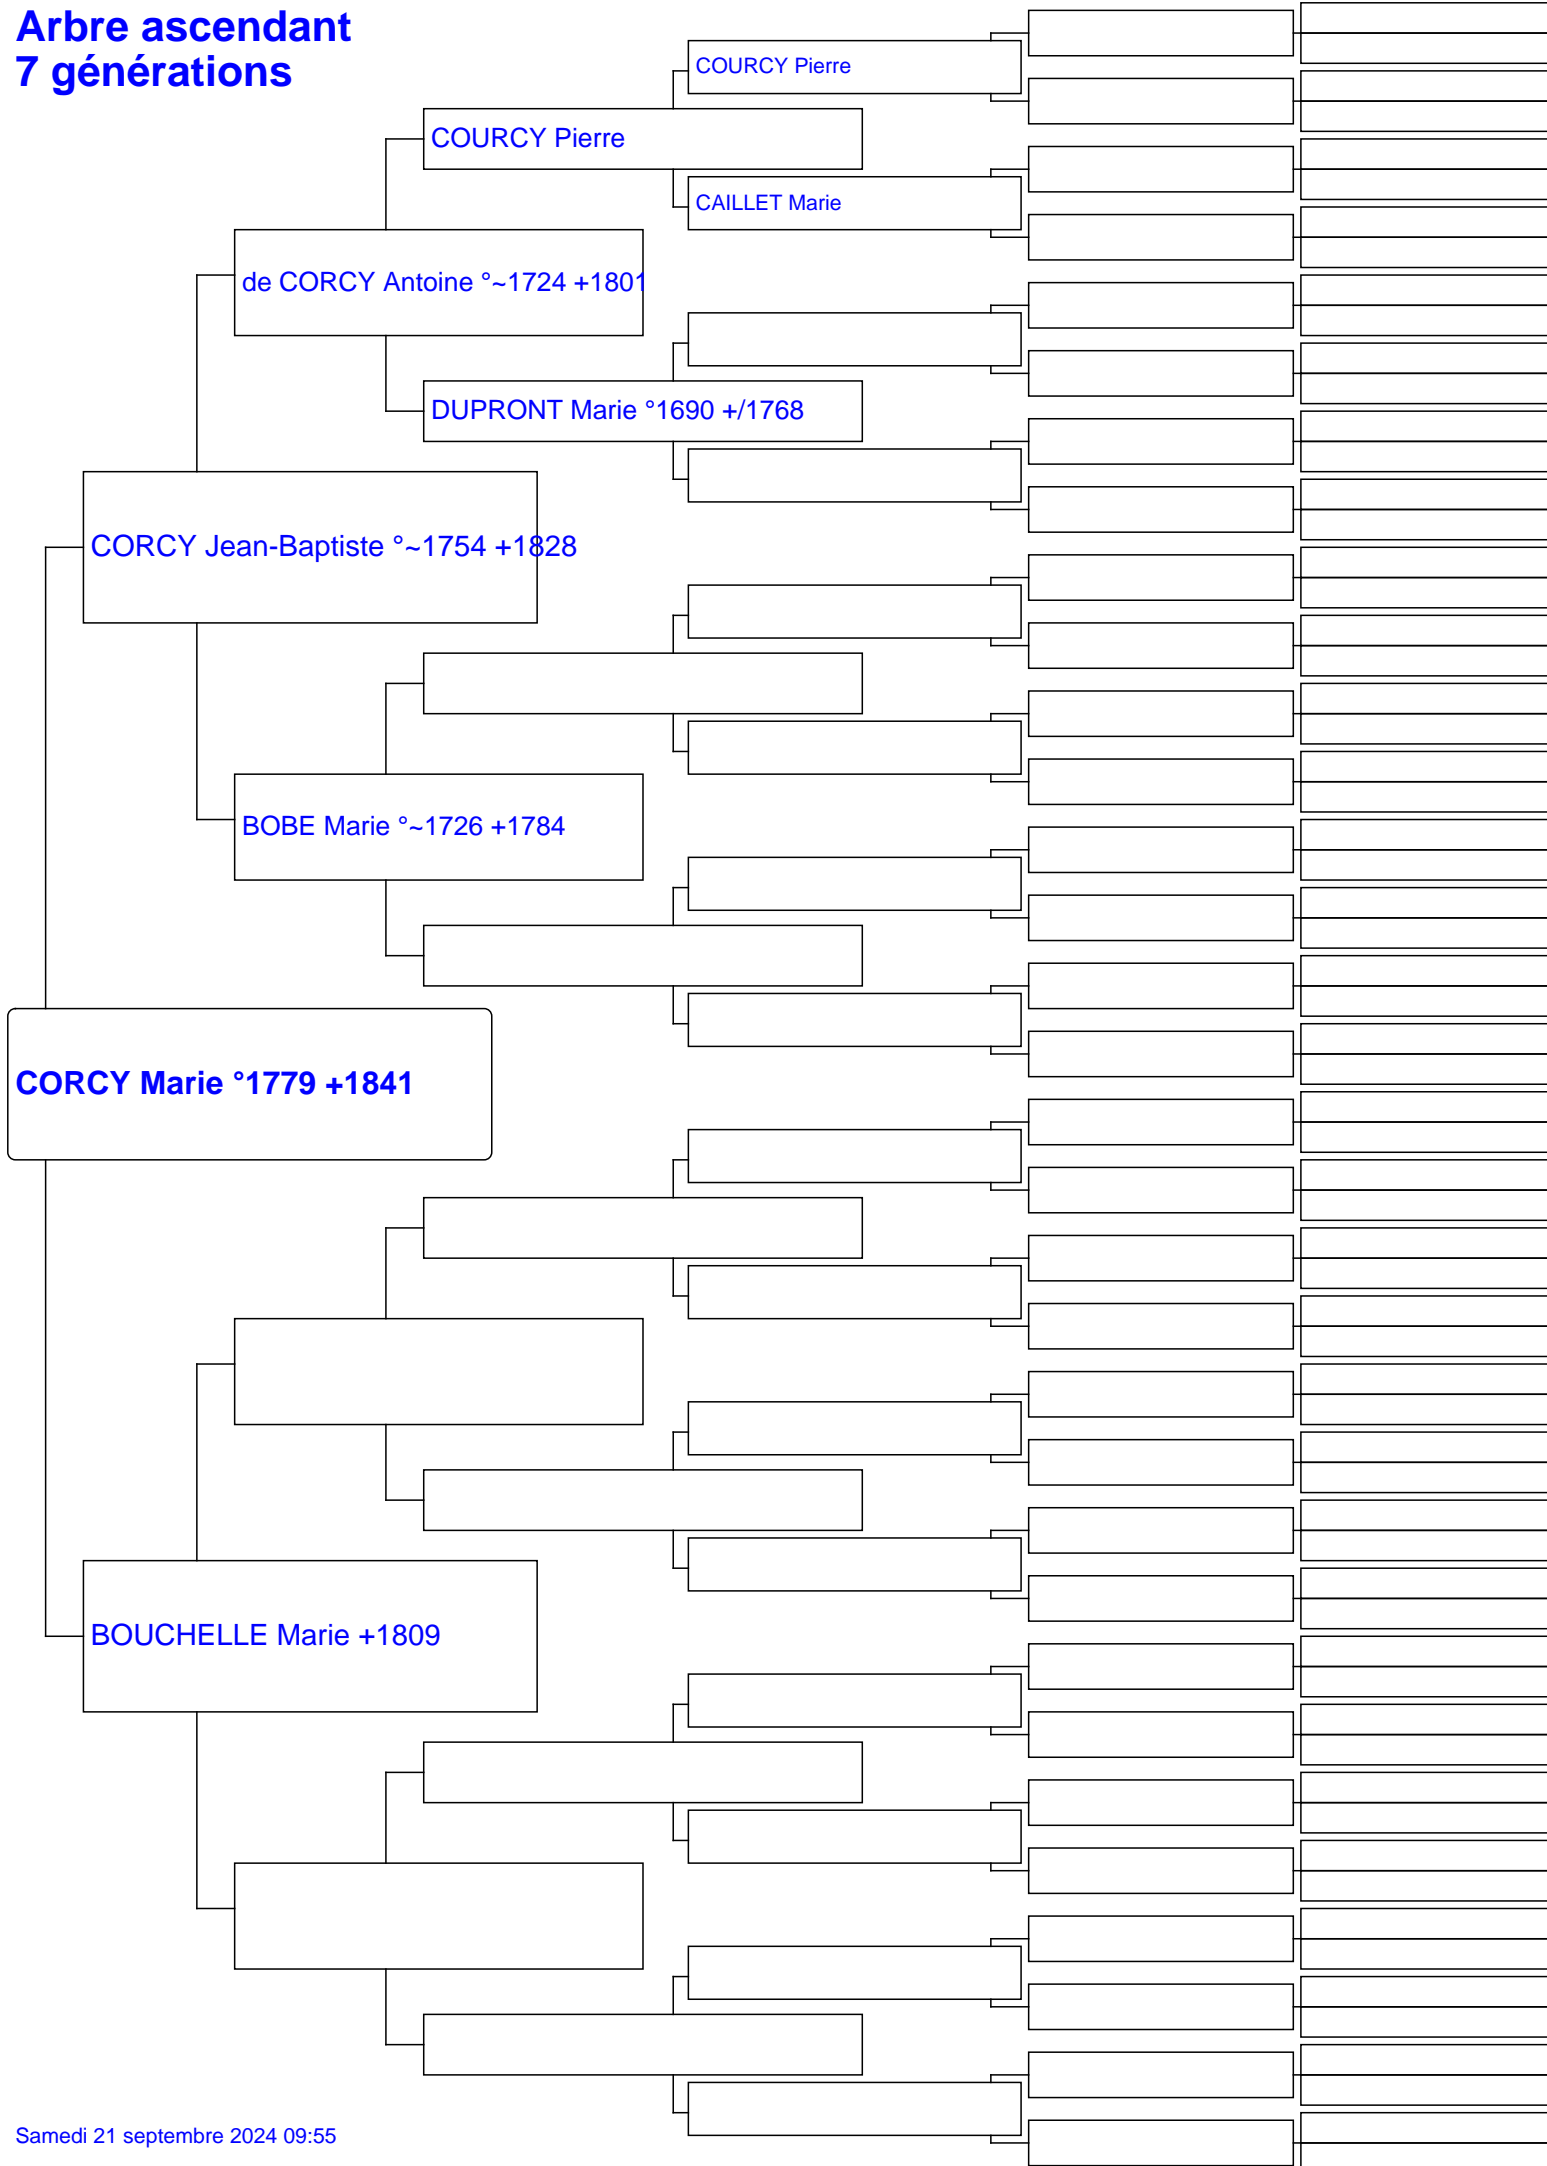 Arbre ascendant
7 générations
COURCY Pierre
COURCY Pierre
CAILLET Marie
de CORCY Antoine °~1724 +1801
DUPRONT Marie °1690 +/1768
CORCY Jean-Baptiste °~1754 +1828
BOBE Marie °~1726 +1784
CORCY Marie °1779 +1841
BOUCHELLE Marie +1809
Samedi 21 septembre 2024 09:55